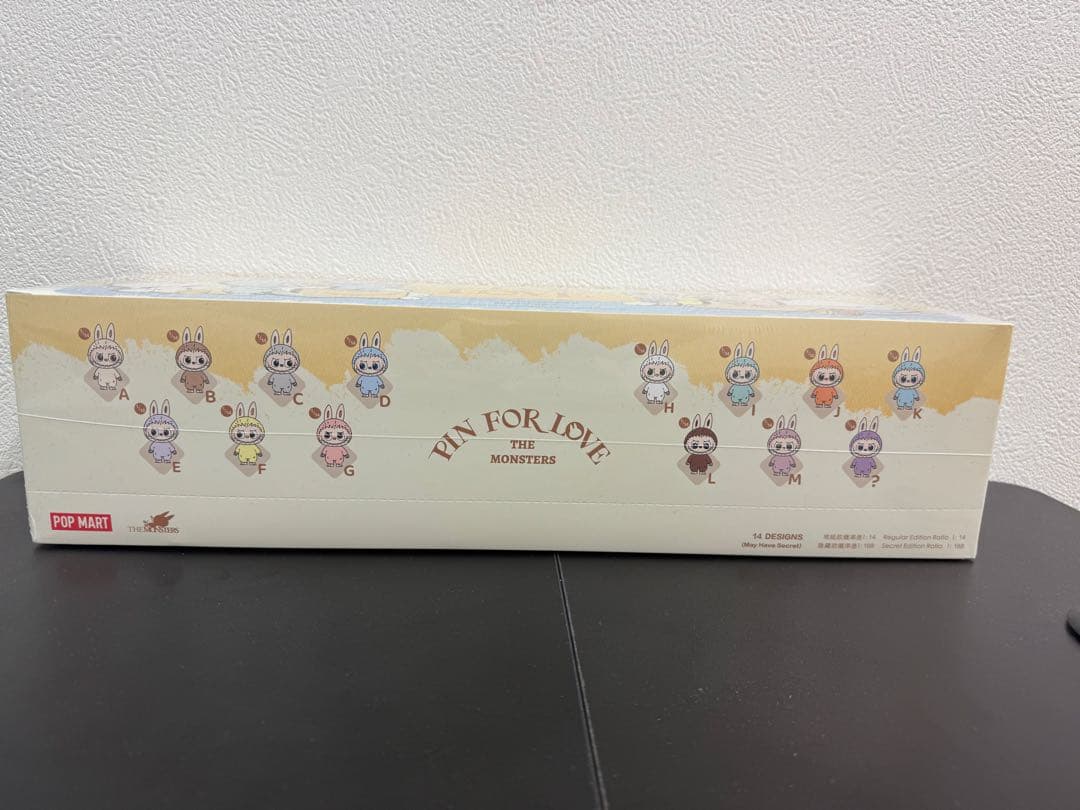 A
B
C
D
E
F
G
PIN FOR LOVE
THE
MONSTERS
H
I
J
K
L
M
?
POP MART
THE MONSTERS
14 DESIGNS
(May Have Secret)
Regular Edition Ratio 1: 14
Secret Edition Ratio 1: 168